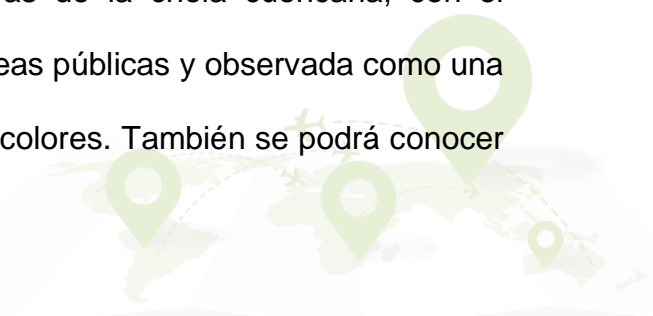 de la chola cuencana, con el
eas públicas y observada como una
colores. También se podrá conocer